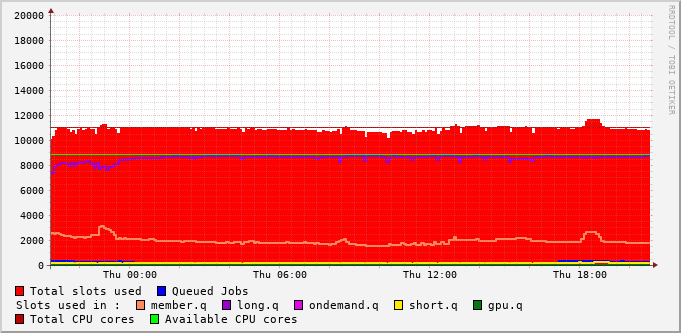 20000
18000
16000
14000
12000
10000
8000
6000
4000
2000
0
Thu 00:00 Thu 06:00 Thu 12:00 Thu 18:00
RRDTOOL / TOBI OETIKER
Total slots used Queued Jobs
Slots used in : member.q long.q ondemand.q short.q gpu.q
Total CPU cores Available CPU cores